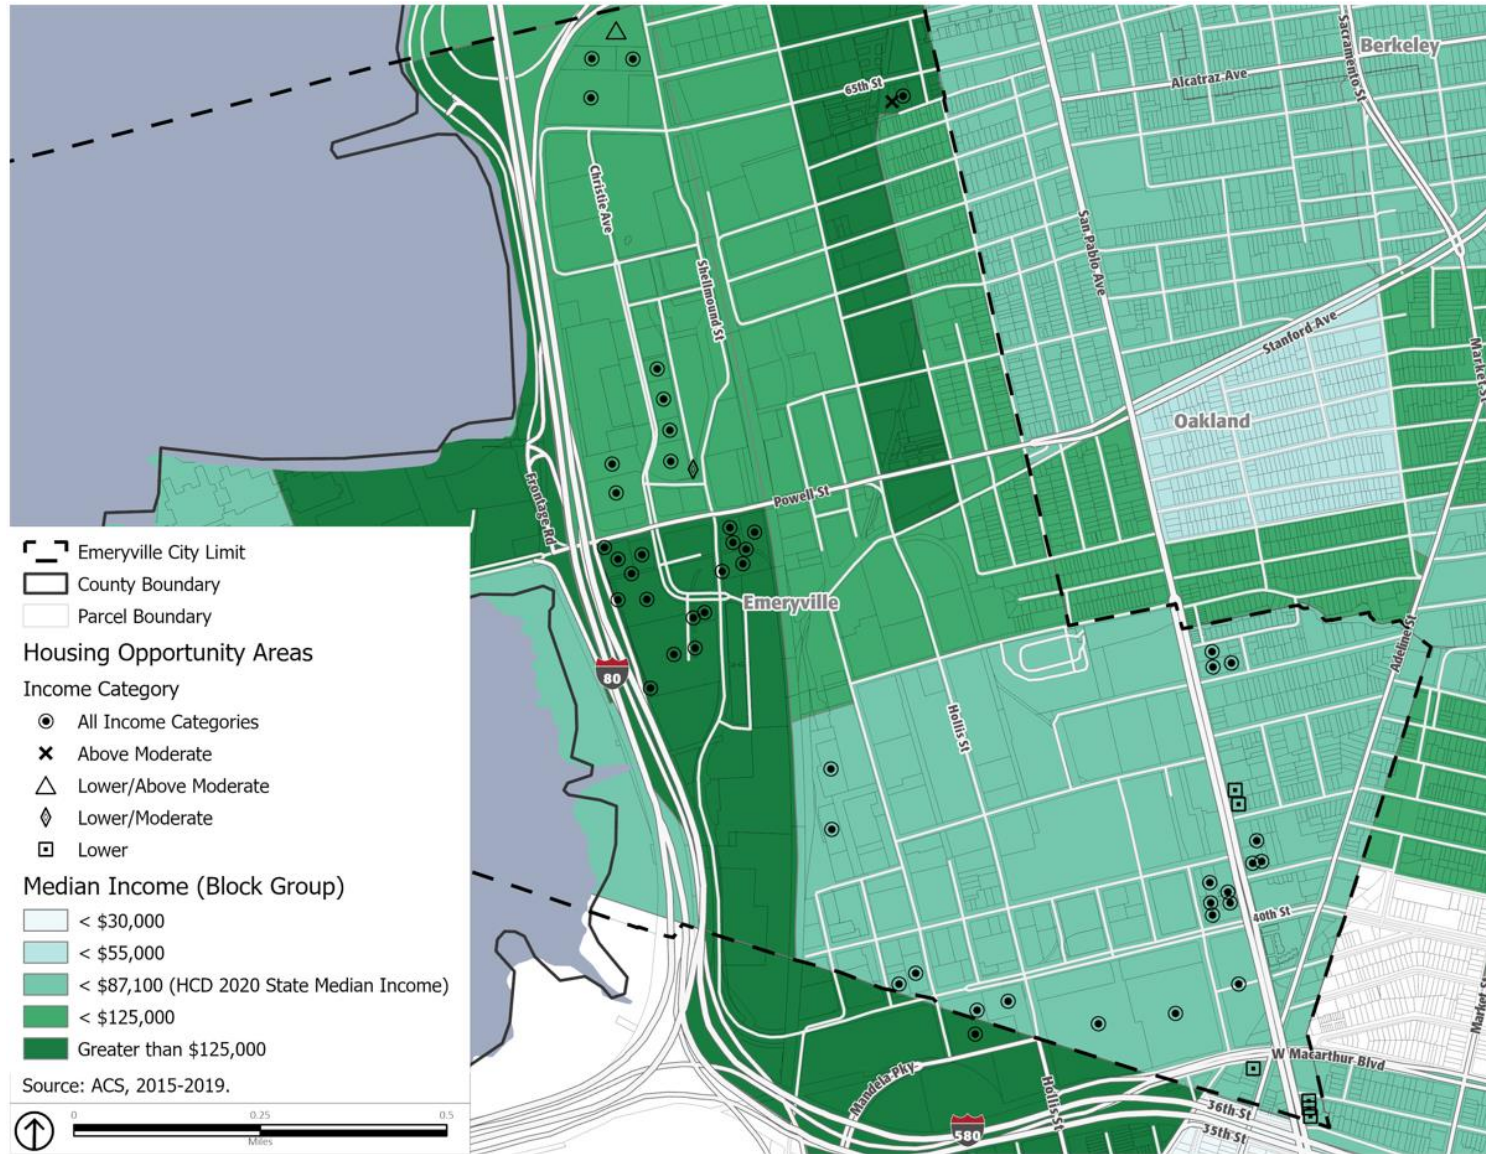 Berkeley
Sacramento St
Alcatraz Ave
65th St
Christie Ave
San Pablo Ave
Shellmound St
Stanford Ave
Market St
Oakland
Frontage Rd
Powell St
Emeryville
Adeline St
80
Hollis St
40th St
W Macarthur Blvd
Mandela Pky
Hollis St
36th St
35th St
580
Emeryville City Limit
County Boundary
Parcel Boundary
Housing Opportunity Areas
Income Category
All Income Categories
Above Moderate
Lower/Above Moderate
Lower/Moderate
Lower
Median Income (Block Group)
< $30,000
< $55,000
< $87,100 (HCD 2020 State Median Income)
< $125,000
Greater than $125,000
Source: ACS, 2015-2019.
0 0.25 0.5
Miles